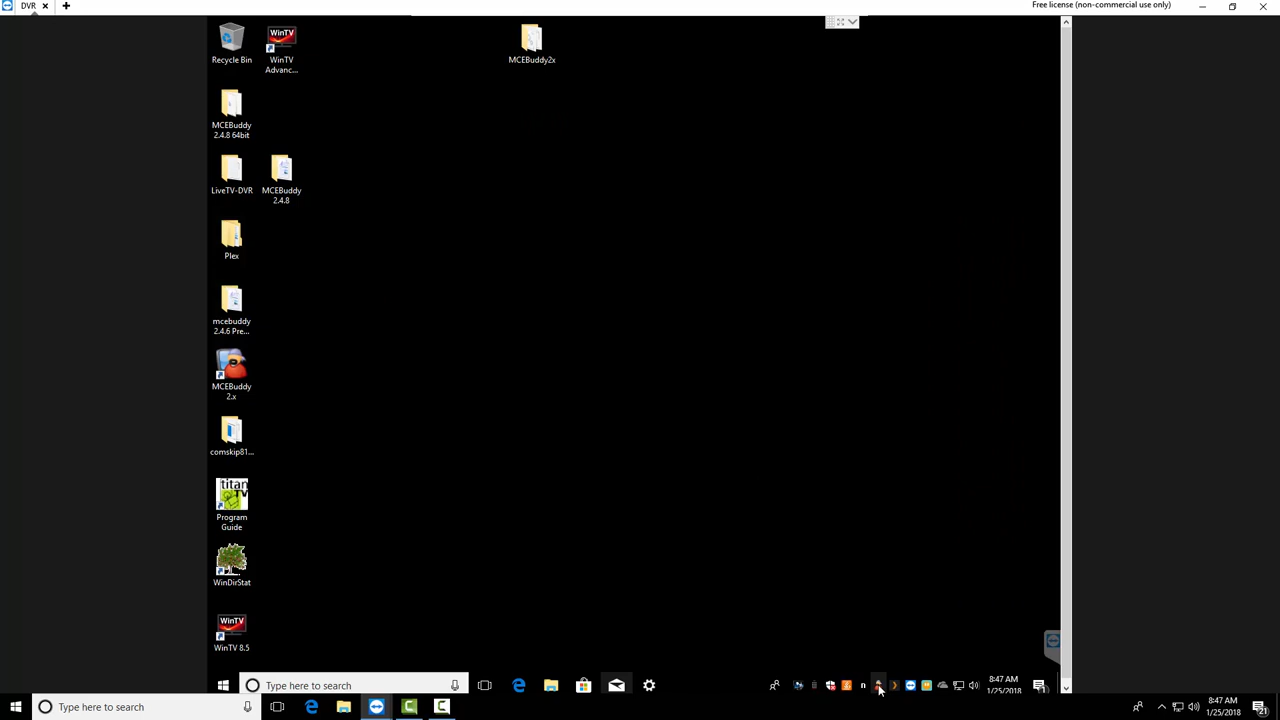 DVR
Free license (non-commercial use only)
Recycle Bin
WinTV
WinTV
Advanc...
MCEBuddy2x
MCEBuddy
2.4.8 64bit
LiveTV-DVR
MCEBuddy
2.4.8
Plex
mcebuddy
2.4.6 Pre...
MCEBuddy
2.x
comskip81...
titan
TV
Program
Guide
WinDirStat
WinTV
WinTV 8.5
Type here to search
n
8:47 AM
1/25/2018
Type here to search
8:47 AM
1/25/2018
21